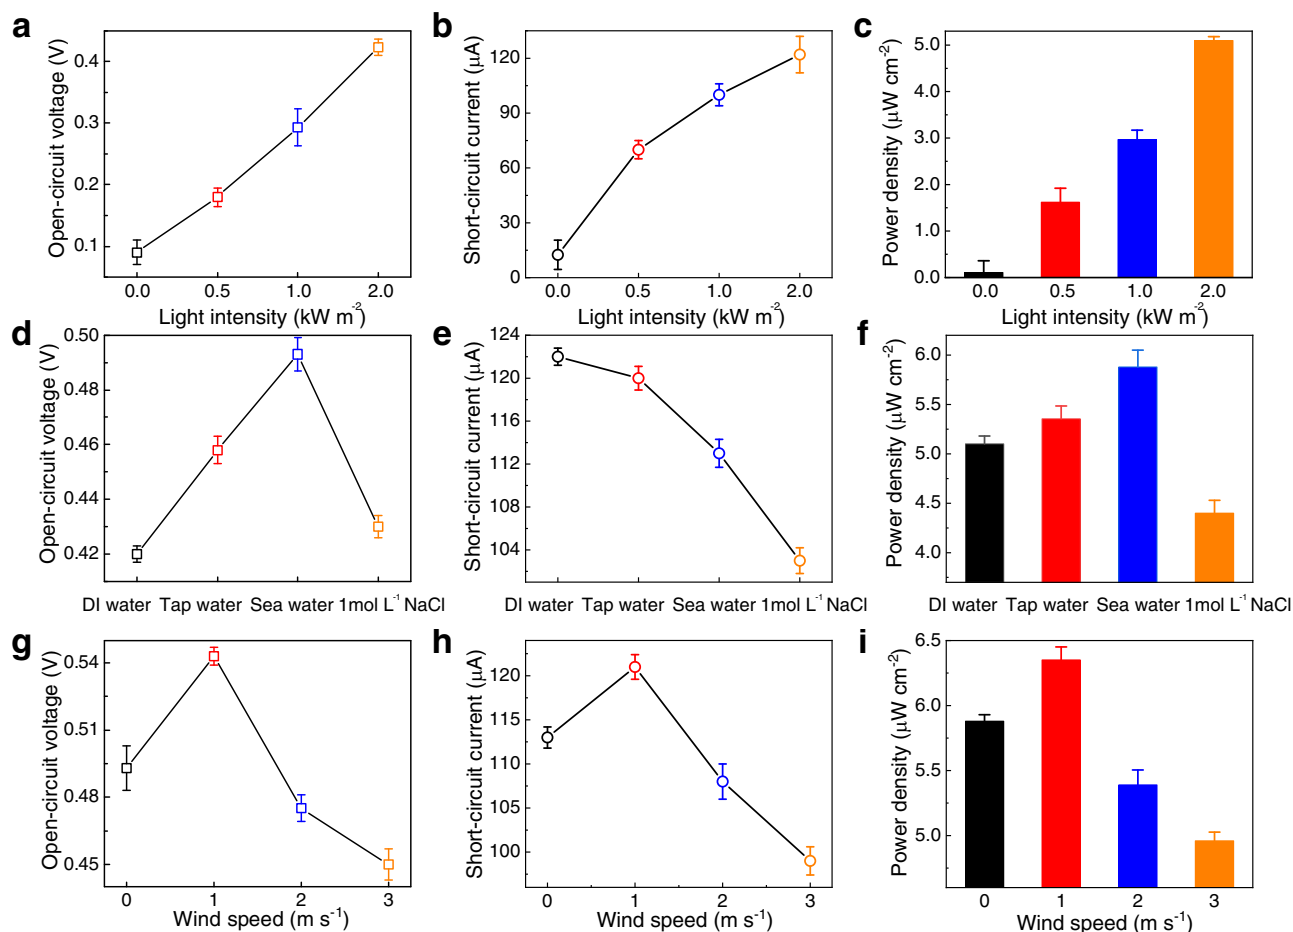 a
Open-circuit voltage (V)
0.4
0.3
0.2
0.1
0.0 0.5 1.0 2.0
Light intensity (kW m⁻²)
b
Short-circuit current (μA)
120
90
60
30
0
0.0 0.5 1.0 2.0
Light intensity (kW m⁻²)
c
Power density (μW cm⁻²)
5.0
3.0
2.0
1.0
0.0
0.0 0.5 1.0 2.0
Light intensity (kW m⁻²)
d
Open-circuit voltage (V)
0.50
0.48
0.46
0.44
0.42
DI water Tap water Sea water 1mol L⁻¹ NaCl
e
Short-circuit current (μA)
124
120
116
112
108
104
DI water Tap water Sea water 1mol L⁻¹ NaCl
f
Power density (μW cm⁻²)
6.0
5.5
5.0
4.5
4.0
DI water Tap water Sea water 1mol L⁻¹ NaCl
g
Open-circuit voltage (V)
0.54
0.51
0.48
0.45
0 1 2 3
Wind speed (m s⁻¹)
h
Short-circuit current (μA)
120
115
110
105
100
0 1 2 3
Wind speed (m s⁻¹)
i
Power density (μW cm⁻²)
6.5
6.0
5.5
5.0
0 1 2 3
Wind speed (m s⁻¹)